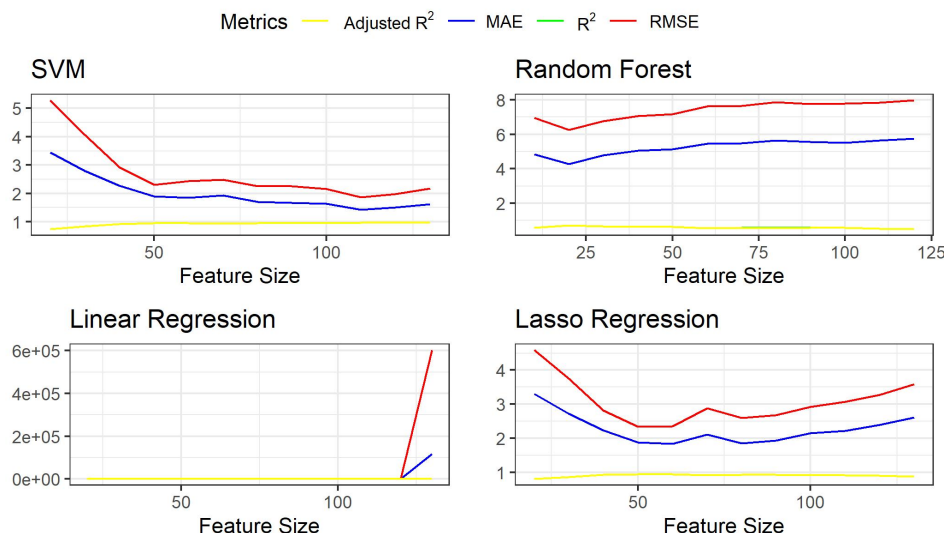 Metrics Adjusted R² MAE R² RMSE
SVM
5
4
3
2
1
50 100
Feature Size
Random Forest
8
6
4
2
25 50 75 100 125
Feature Size
Linear Regression
6e+05
4e+05
2e+05
0e+00
50 100
Feature Size
Lasso Regression
4
3
2
1
50 100
Feature Size